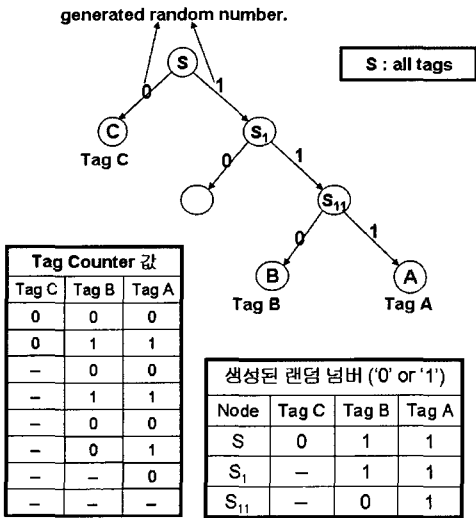 generated random number.
S
S : all tags
0
1
C
S₁
Tag C
0
1
S₁₁
0
1
B
A
Tag B
Tag A
Tag Counter 값
Tag C Tag B Tag A
0 0 0
0 1 1
– 0 0
– 1 1
– 0 0
– 0 1
– – 0
– – –
생성된 랜덤 넘버 ('0' or '1')
Node Tag C Tag B Tag A
S 0 1 1
S₁ – 1 1
S₁₁ – 0 1